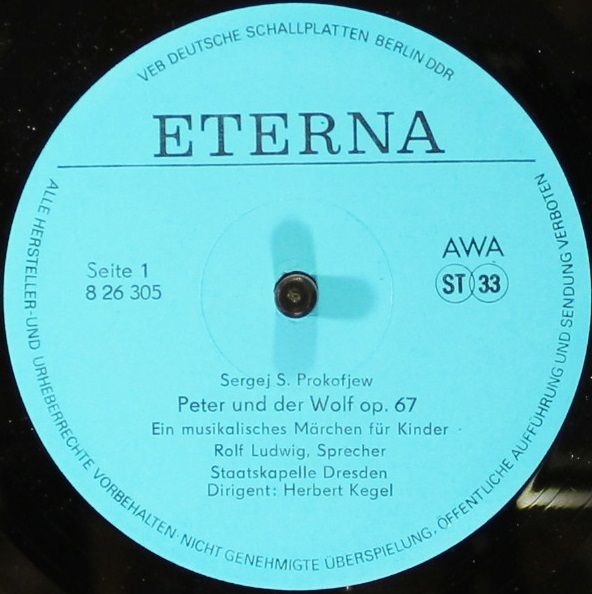 VEB DEUTSCHE SCHALLPLATTEN BERLIN DDR
ETERNA
Seite 1
8 26 305
AWA
ST 33
Sergej S. Prokofjew
Peter und der Wolf op. 67
Ein musikalisches Märchen für Kinder
Rolf Ludwig, Sprecher
Staatskapelle Dresden
Dirigent: Herbert Kegel
ALLE HERSTELLER-UND URHEBERRECHTE VORBEHALTEN · NICHT GENEHMIGTE ÜBERSPIELUNG, ÖFFENTLICHE AUFFÜHRUNG UND SENDUNG VERBOTEN